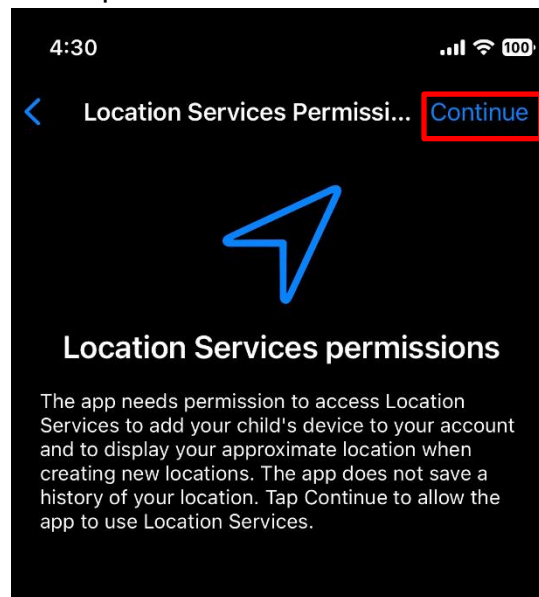 4:30
100
Location Services Permissi... Continue
Location Services permissions
The app needs permission to access Location
Services to add your child's device to your account
and to display your approximate location when
creating new locations. The app does not save a
history of your location. Tap Continue to allow the
app to use Location Services.